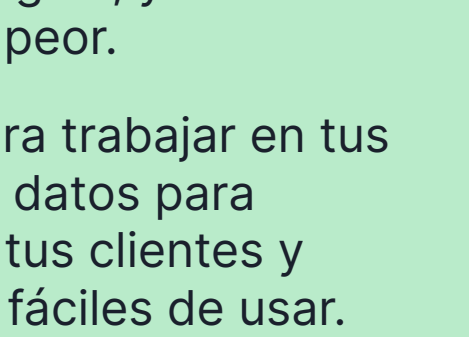 peor.
ra trabajar en tus
datos para
tus clientes y
fáciles de usar.